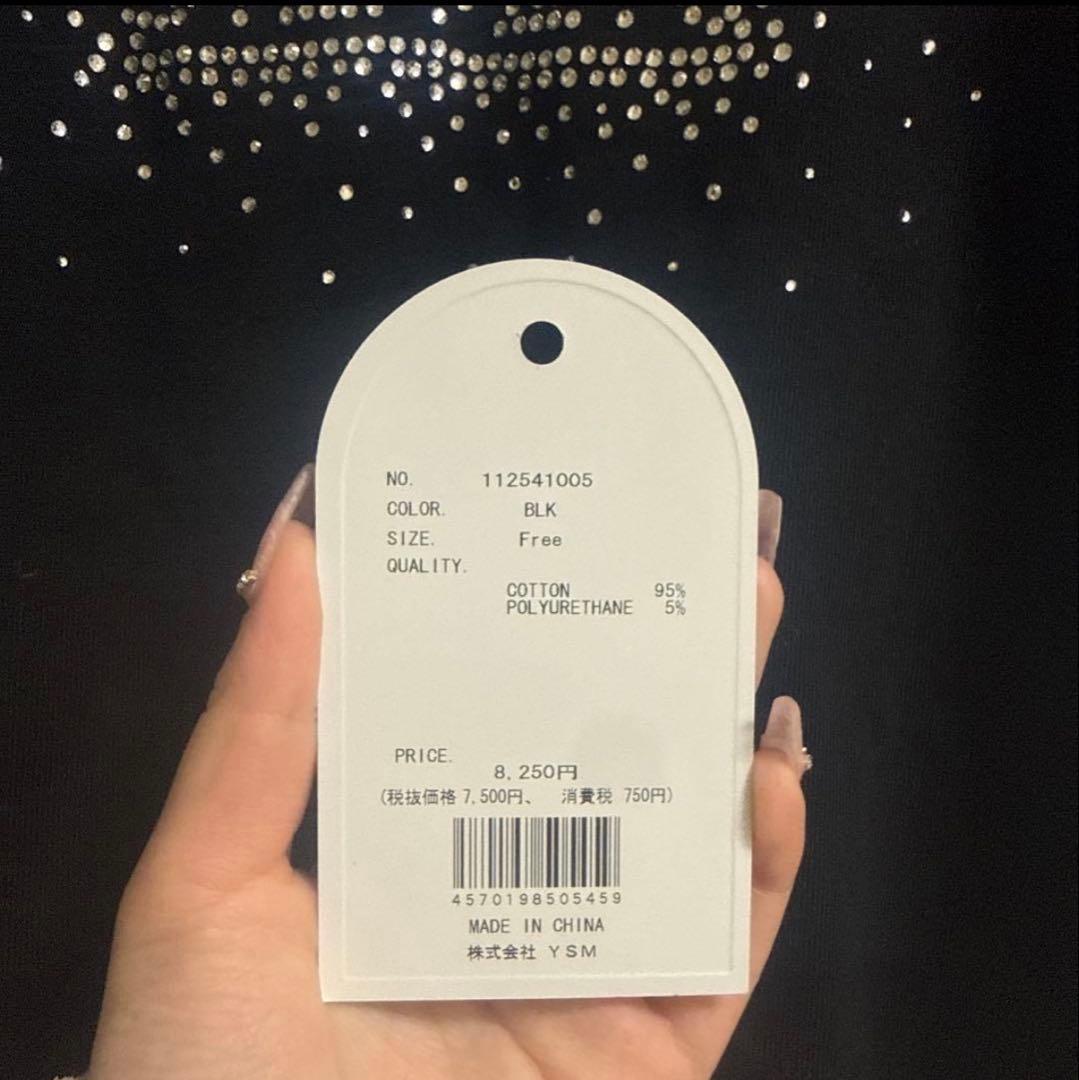 NO. 112541005
COLOR. BLK
SIZE. Free
QUALITY.
COTTON 95%
POLYURETHANE 5%
PRICE.
8,250円
(税抜価格 7,500円、 消費税 750円)
4570198505459
MADE IN CHINA
株式会社 YSM